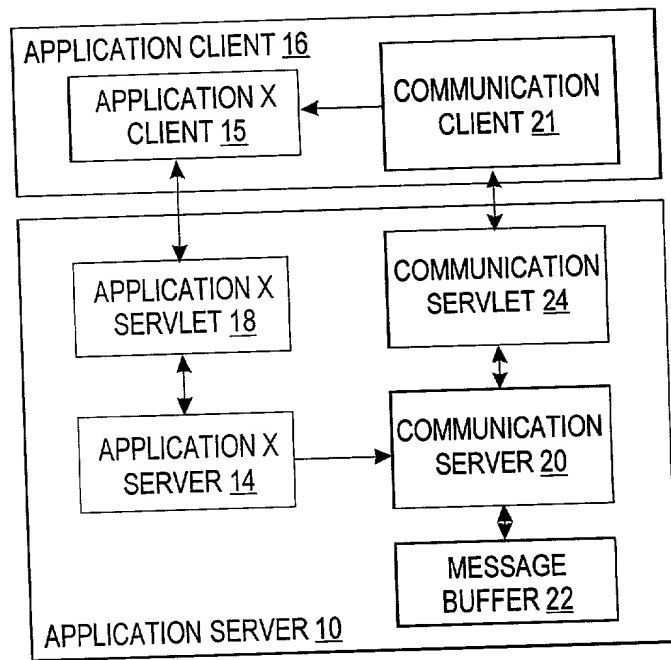 APPLICATION CLIENT 16
APPLICATION X
CLIENT 15
COMMUNICATION
CLIENT 21
APPLICATION X
SERVLET 18
COMMUNICATION
SERVLET 24
APPLICATION X
SERVER 14
COMMUNICATION
SERVER 20
MESSAGE
BUFFER 22
APPLICATION SERVER 10